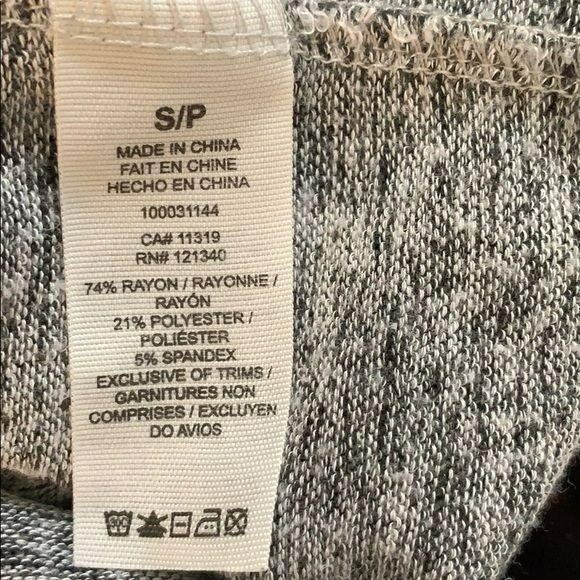 S/P
MADE IN CHINA
FAIT EN CHINE
HECHO EN CHINA
100031144
CA# 11319
RN# 121340
74% RAYON / RAYONNE /
RAYÓN
21% POLYESTER /
POLIÉSTER
5% SPANDEX
EXCLUSIVE OF TRIMS /
GARNITURES NON
COMPRISES / EXCLUYEN
DO AVIOS